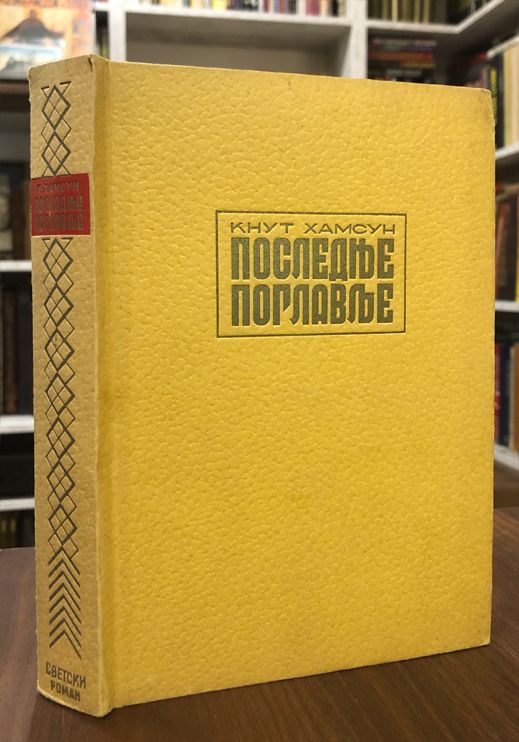 КНУТ ХАМСУН
ПОСЛЕДЊЕ
ПОГЛАВЉЕ
К. ХАМСУН
ПОСЛЕДЊЕ
ПОГЛАВЉЕ
СВЕТСКИ
РОМАН